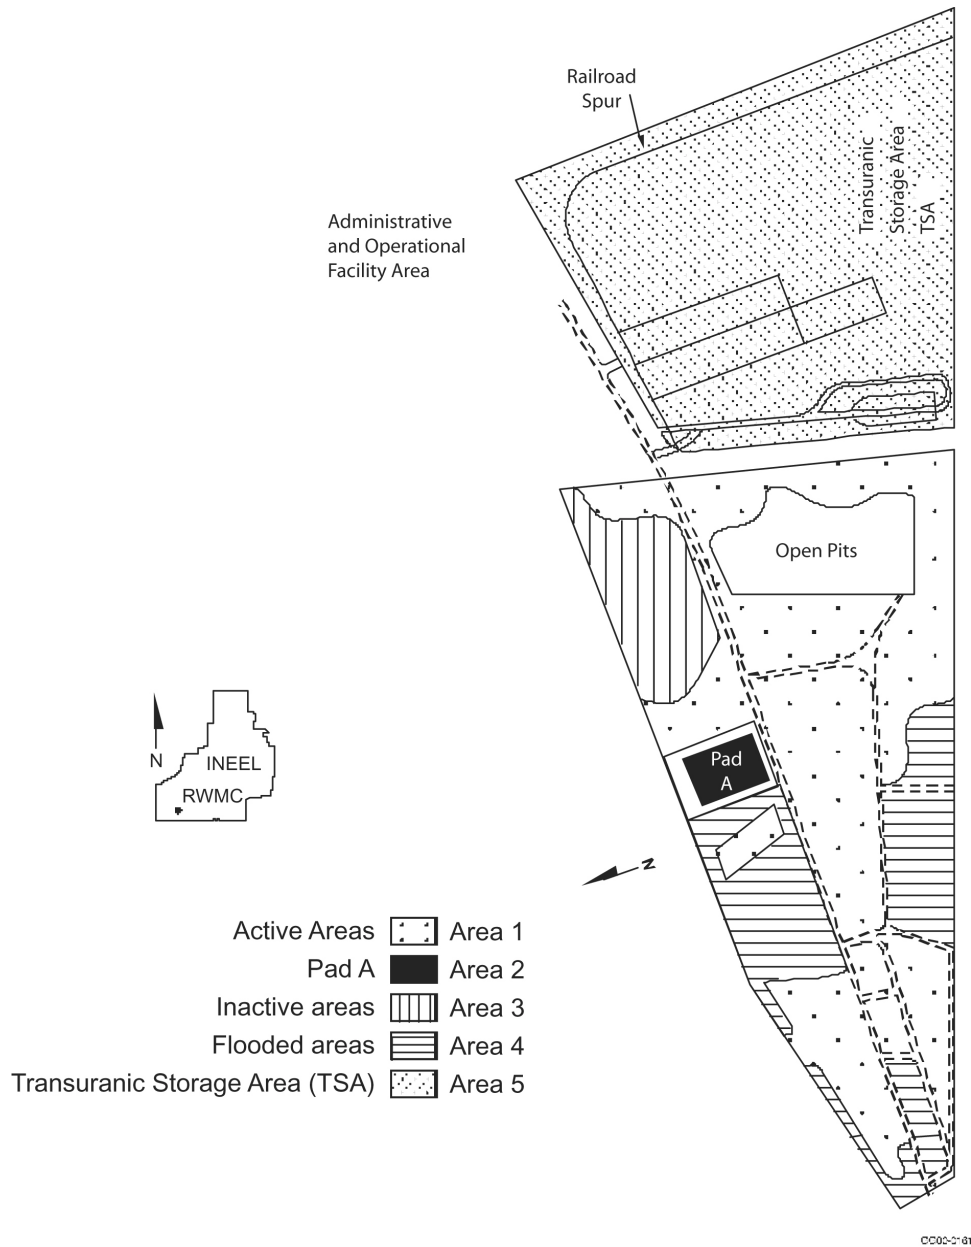 Railroad
Spur
Transuranic
Storage Area
TSA
Administrative
and Operational
Facility Area
Open Pits
Pad
A
N
INEEL
RWMC
N
Active Areas Area 1
Pad A Area 2
Inactive areas Area 3
Flooded areas Area 4
Transuranic Storage Area (TSA) Area 5